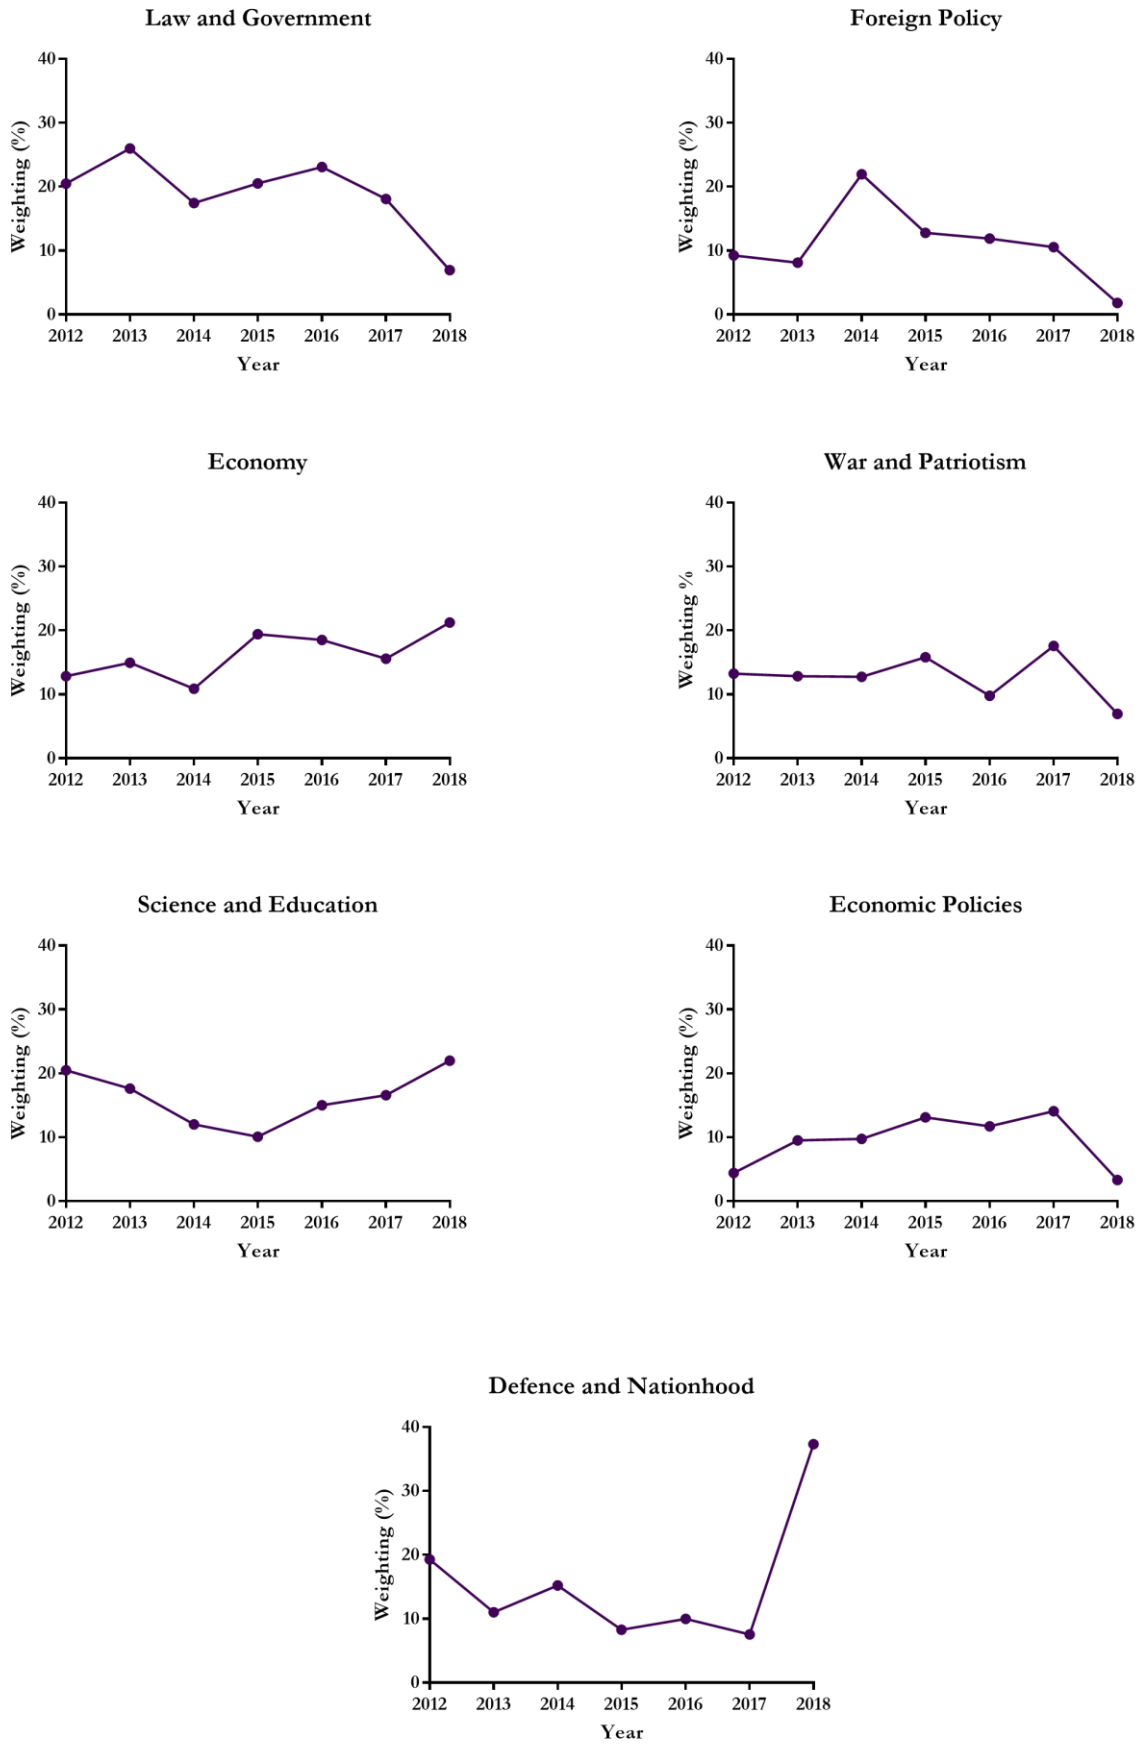 Law and Government
Weighting (%)
40
30
20
10
0
2012 2013 2014 2015 2016 2017 2018
Year
Foreign Policy
Weighting (%)
40
30
20
10
0
2012 2013 2014 2015 2016 2017 2018
Year
Economy
Weighting (%)
40
30
20
10
0
2012 2013 2014 2015 2016 2017 2018
Year
War and Patriotism
Weighting %
40
30
20
10
0
2012 2013 2014 2015 2016 2017 2018
Year
Science and Education
Weighting (%)
40
30
20
10
0
2012 2013 2014 2015 2016 2017 2018
Year
Economic Policies
Weighting (%)
40
30
20
10
0
2012 2013 2014 2015 2016 2017 2018
Year
Defence and Nationhood
Weighting (%)
40
30
20
10
0
2012 2013 2014 2015 2016 2017 2018
Year